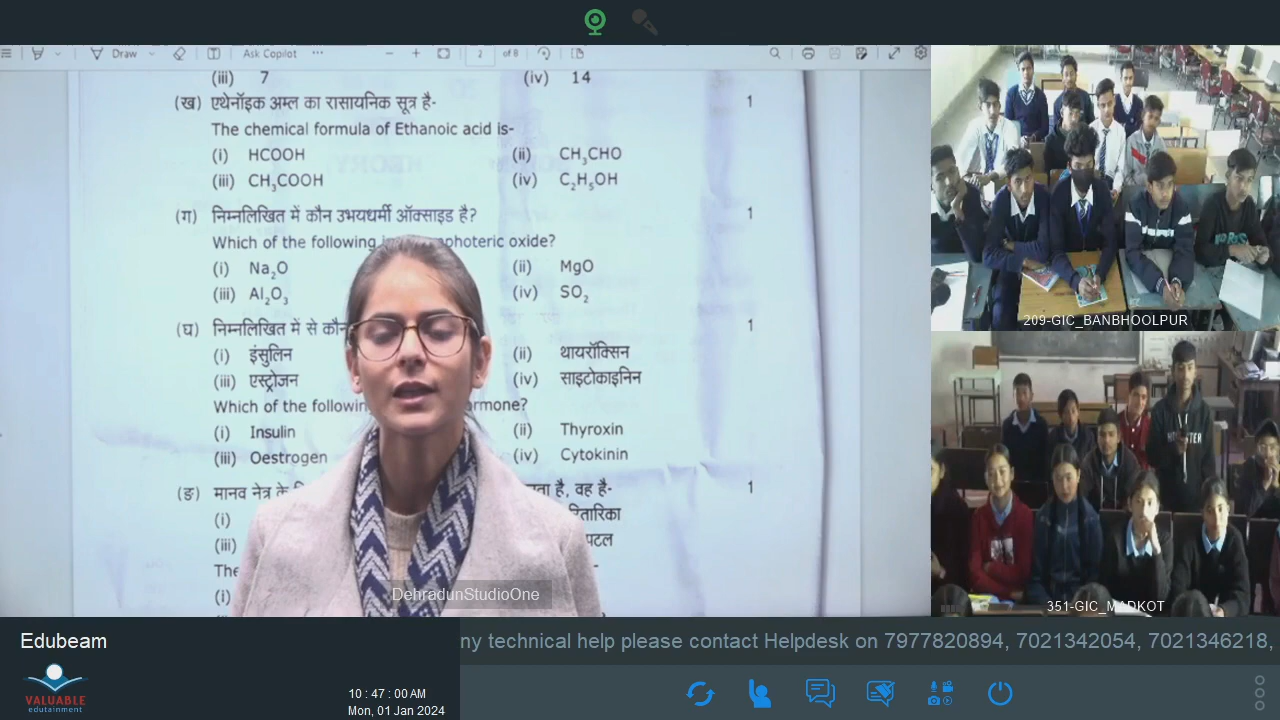 Draw
Ask Copilot
2
of 8
(iii) 7 (iv) 14
(ख) एथेनॉइक अम्ल का रासायनिक सूत्र है- 1
The chemical formula of Ethanoic acid is-
(i) HCOOH (ii) CH₃CHO
(iii) CH₃COOH (iv) C₂H₅OH
(ग) निम्नलिखित में कौन उभयधर्मी ऑक्साइड है? 1
Which of the following oxide?
(i) Na₂O (ii) MgO
(iii) Al₂O₃ (iv) SO₂
(घ) निम्नलिखित में से 1
(i) इंसुलिन (ii) थायरॉक्सिन
(iii) एस्ट्रोजन (iv) साइटोकाइनिन
Which of the
(i) Insulin (ii) Thyroxin
(iii) Oestrogen (iv) Cytokinin
(ङ) मानव नेत्र के है, वह है- 1
(i)
(iii)
(i)
DehradunStudioOne
209-GIC_BANBHOOLPUR
351-GIC_MADKOT
Edubeam
ny technical help please contact Helpdesk on 7977820894, 7021342054, 7021346218,
VALUABLE
edutainment
10 : 47 : 00 AM
Mon, 01 Jan 2024